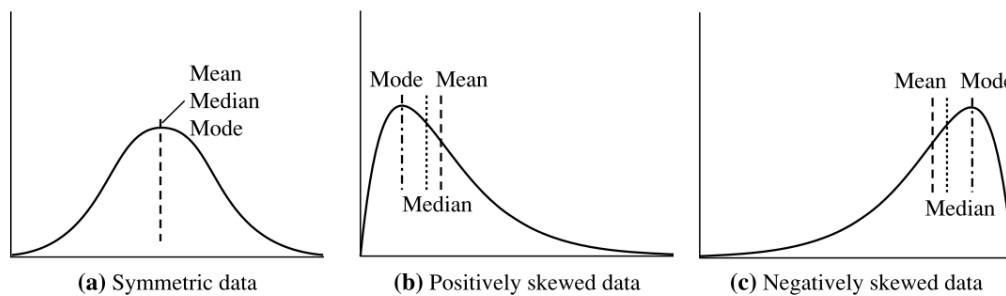 Mean
Median
Mode
(a) Symmetric data
Mode Mean
Median
(b) Positively skewed data
Mean Mode
Median
(c) Negatively skewed data